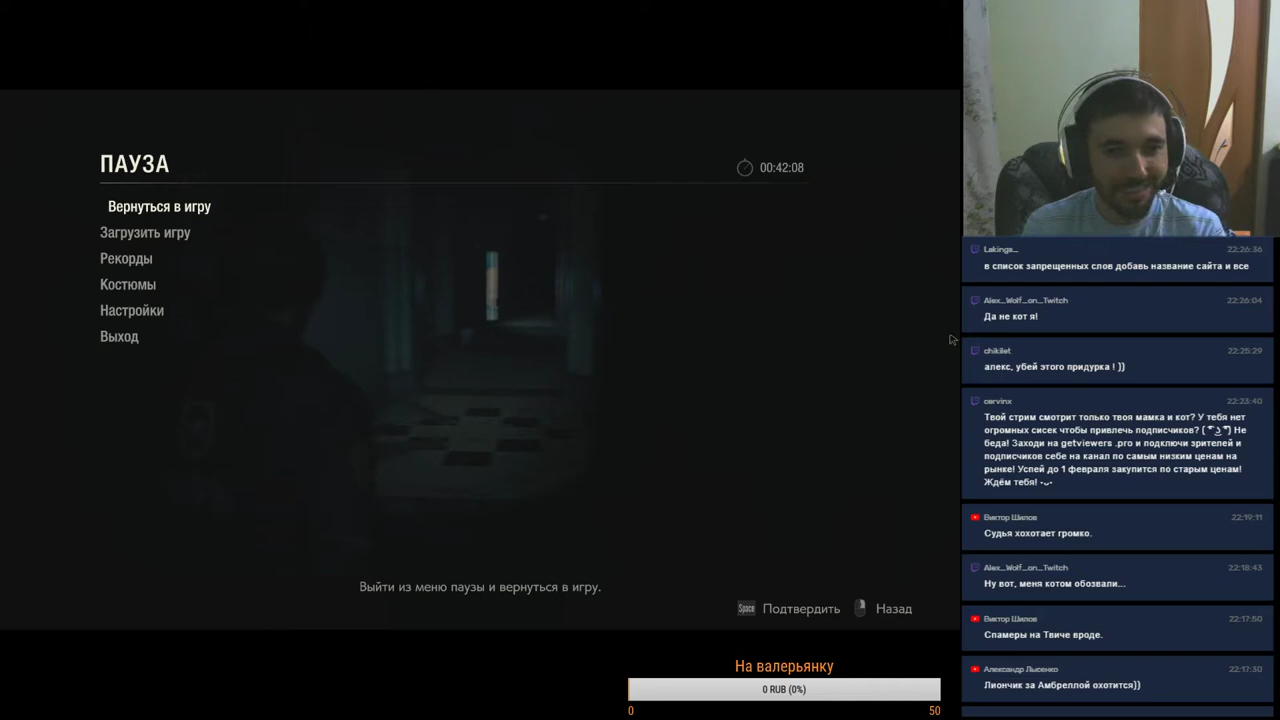 ПАУЗА
00:42:08
Вернуться в игру
Загрузить игру
Рекорды
Костюмы
Настройки
Выход
Выйти из меню паузы и вернуться в игру.
Space Подтвердить Назад
На валерьянку
0 RUB (0%)
0 50
Lakings_ 22:26:36
в список запрещенных слов добавь название сайта и все
Alex_Wolf_on_Twitch 22:26:04
Да не кот я!
chikilet 22:25:29
алекс, убей этого придурка ! ))
cervinx 22:23:40
Твой стрим смотрит только твоя мамка и кот? У тебя нет
огромных сисек чтобы привлечь подписчиков? ( ͡° ͜ʖ ͡°) Не
беда! Заходи на getviewers .pro и подключи зрителей и
подписчиков себе на канал по самым низким ценам на
рынке! Успей до 1 февраля закупится по старым ценам!
Ждём тебя! •ᴗ•
Виктор Шилов 22:19:11
Судья хохотает громко.
Alex_Wolf_on_Twitch 22:18:43
Ну вот, меня котом обозвали...
Виктор Шилов 22:17:50
Спамеры на Твиче вроде.
Александр Лысенко 22:17:30
Лиончик за Амбреллой охотится))